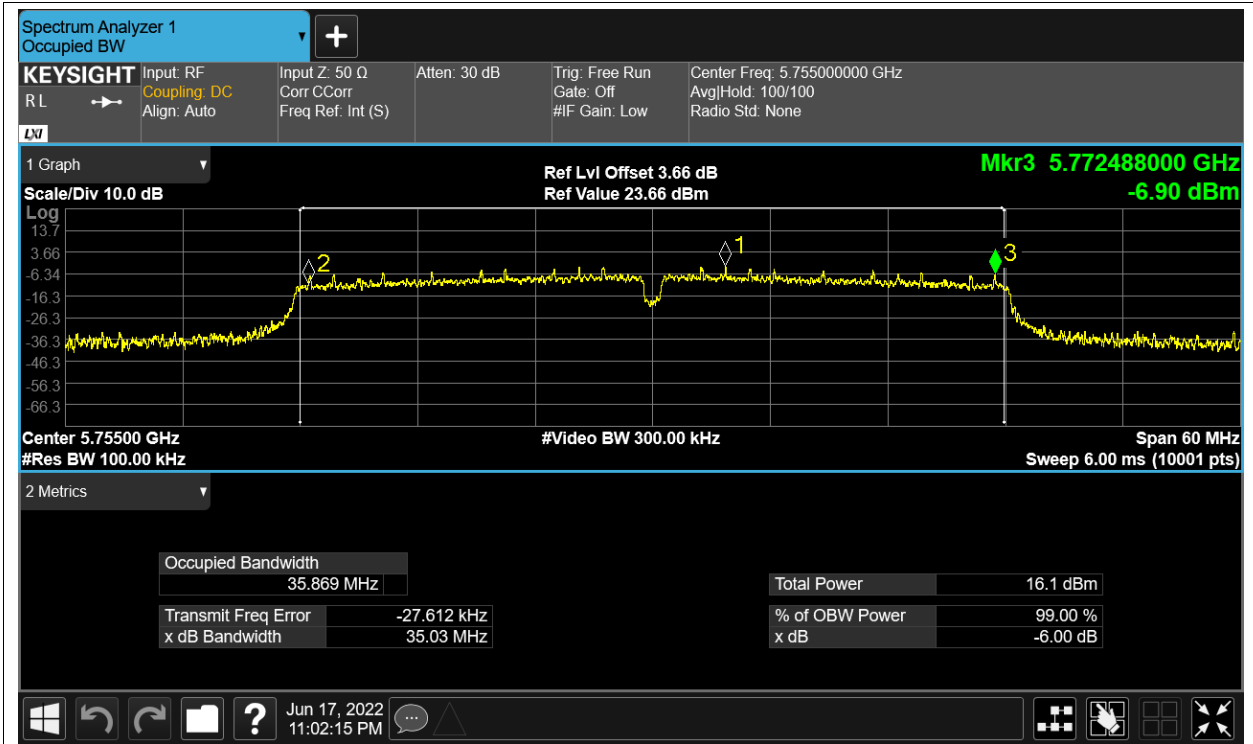 Spectrum Analyzer 1
Occupied BW
KEYSIGHT
R L
LXI
Input: RF
Coupling: DC
Align: Auto
Input Z: 50 Ω
Corr CCorr
Freq Ref: Int (S)
Atten: 30 dB
Trig: Free Run
Gate: Off
#IF Gain: Low
Center Freq: 5.755000000 GHz
Avg|Hold: 100/100
Radio Std: None
1 Graph
Scale/Div 10.0 dB
Ref Lvl Offset 3.66 dB
Ref Value 23.66 dBm
Mkr3 5.772488000 GHz
-6.90 dBm
Log
13.7
3.66
-6.34
-16.3
-26.3
-36.3
-46.3
-56.3
-66.3
2
1
3
Center 5.75500 GHz
#Res BW 100.00 kHz
#Video BW 300.00 kHz
Span 60 MHz
Sweep 6.00 ms (10001 pts)
2 Metrics
Occupied Bandwidth
35.869 MHz
Transmit Freq Error -27.612 kHz
x dB Bandwidth 35.03 MHz
Total Power 16.1 dBm
% of OBW Power 99.00 %
x dB -6.00 dB
?
Jun 17, 2022
11:02:15 PM